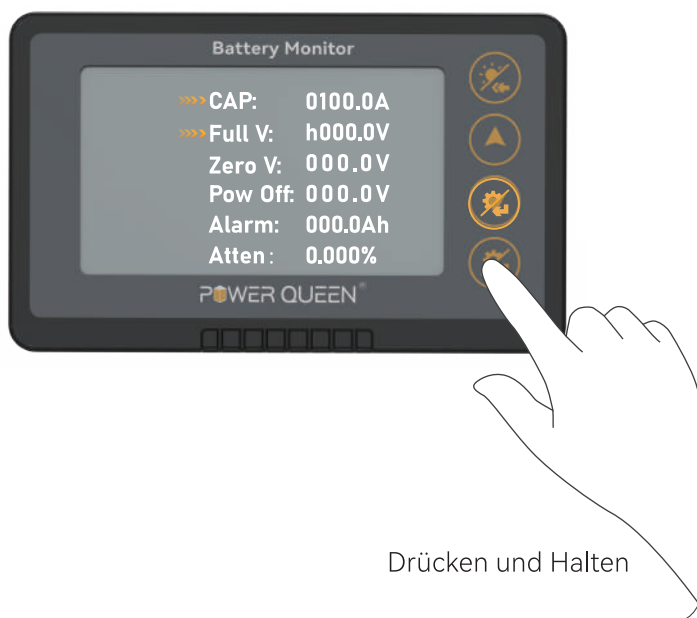 Battery Monitor
»»CAP: 0100.0A
»»Full V: h000.0V
Zero V: 000.0V
Pow Off: 000.0V
Alarm: 000.0Ah
Atten: 0.000%
POWER QUEEN®
Drücken und Halten